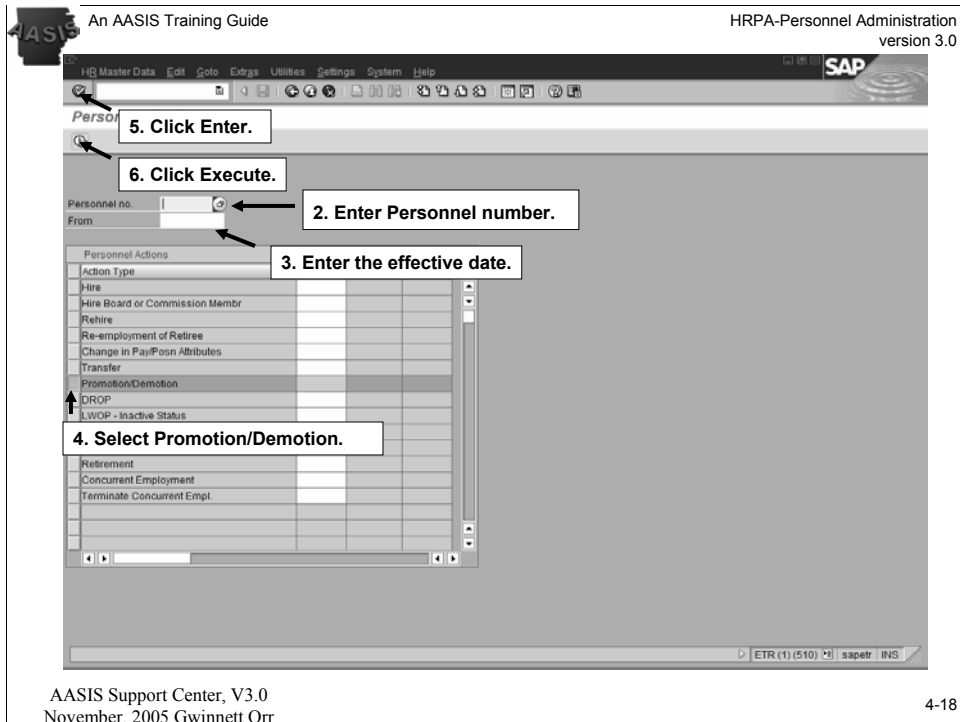 AASIS
An AASIS Training Guide
HRPA-Personnel Administration
version 3.0
HR Master Data Edit Goto Extras Utilities Settings System Help
SAP
5. Click Enter.
6. Click Execute.
Personnel no.
2. Enter Personnel number.
From
3. Enter the effective date.
Personnel Actions
Action Type
Hire
Hire Board or Commission Membr
Rehire
Re-employment of Retiree
Change in Pay/Posn Attributes
Transfer
Promotion/Demotion
DROP
LWOP - Inactive Status
4. Select Promotion/Demotion.
Retirement
Concurrent Employment
Terminate Concurrent Empl.
ETR (1) (510) sapetr INS
AASIS Support Center, V3.0
November, 2005 Gwinnett Orr
4-18